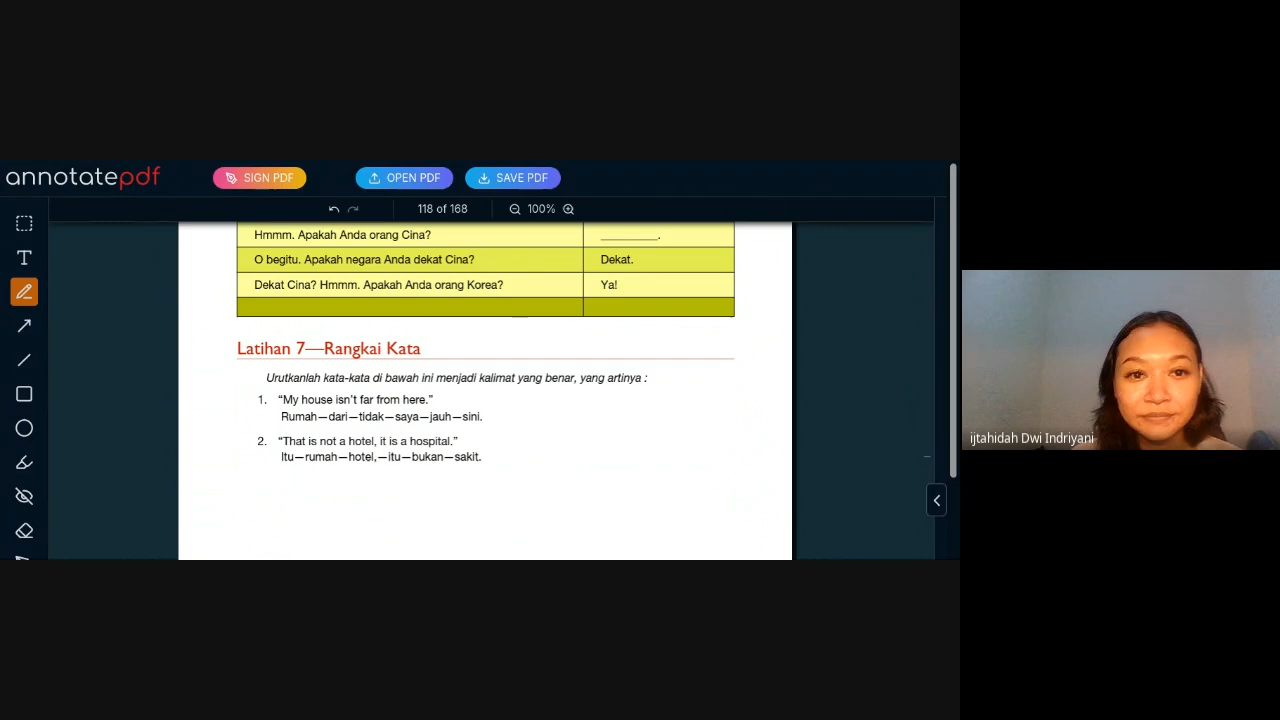 annotatepdf
SIGN PDF
OPEN PDF
SAVE PDF
118 of 168
100%
Hmmm. Apakah Anda orang Cina? _________.
O begitu. Apakah negara Anda dekat Cina? Dekat.
Dekat Cina? Hmmm. Apakah Anda orang Korea? Ya!
Latihan 7—Rangkai Kata
Urutkanlah kata-kata di bawah ini menjadi kalimat yang benar, yang artinya :
1. “My house isn’t far from here.”
Rumah—dari—tidak—saya—jauh—sini.
2. “That is not a hotel, it is a hospital.”
Itu—rumah—hotel,—itu—bukan—sakit.
ijtahidah Dwi Indriyani